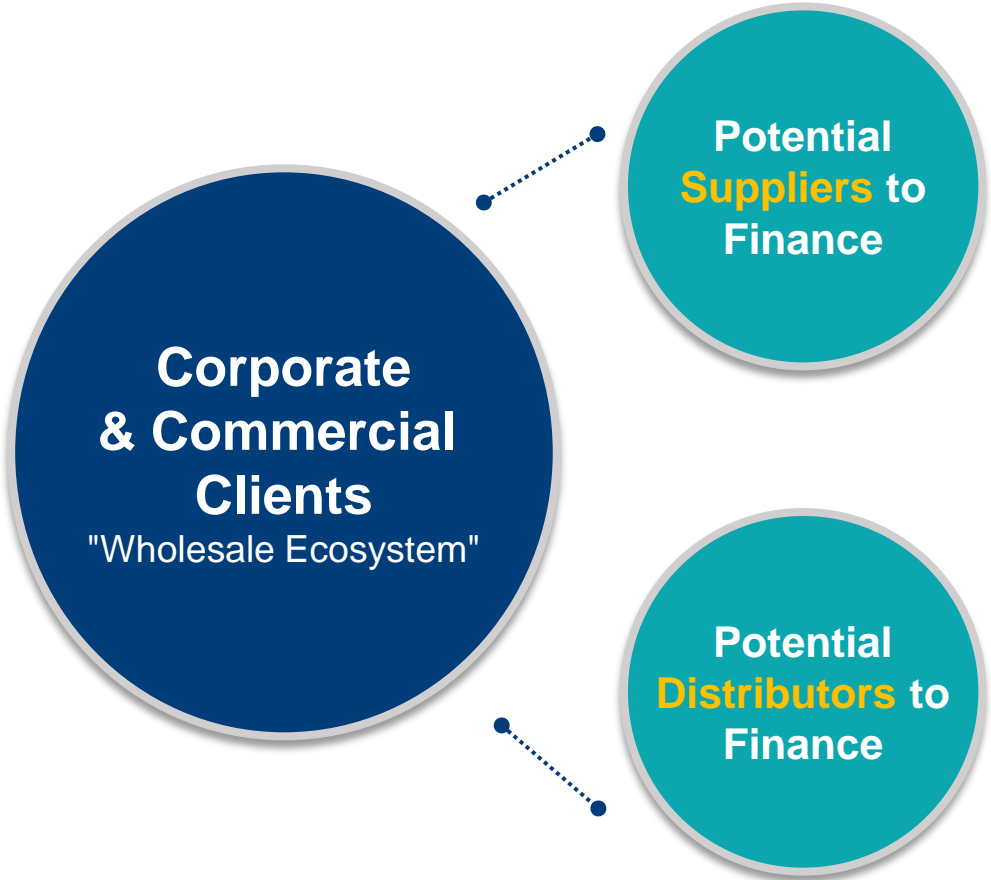 Corporate
& Commercial
Clients
"Wholesale Ecosystem"
Potential
Suppliers to
Finance
Potential
Distributors to
Finance